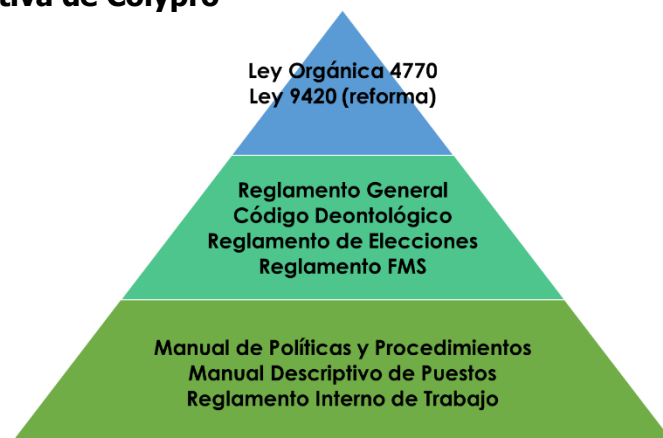 tiva de Colypro
Ley Orgánica 4770
Ley 9420 (reforma)
Reglamento General
Código Deontológico
Reglamento de Elecciones
Reglamento FMS
Manual de Políticas y Procedimientos
Manual Descriptivo de Puestos
Reglamento Interno de Trabajo